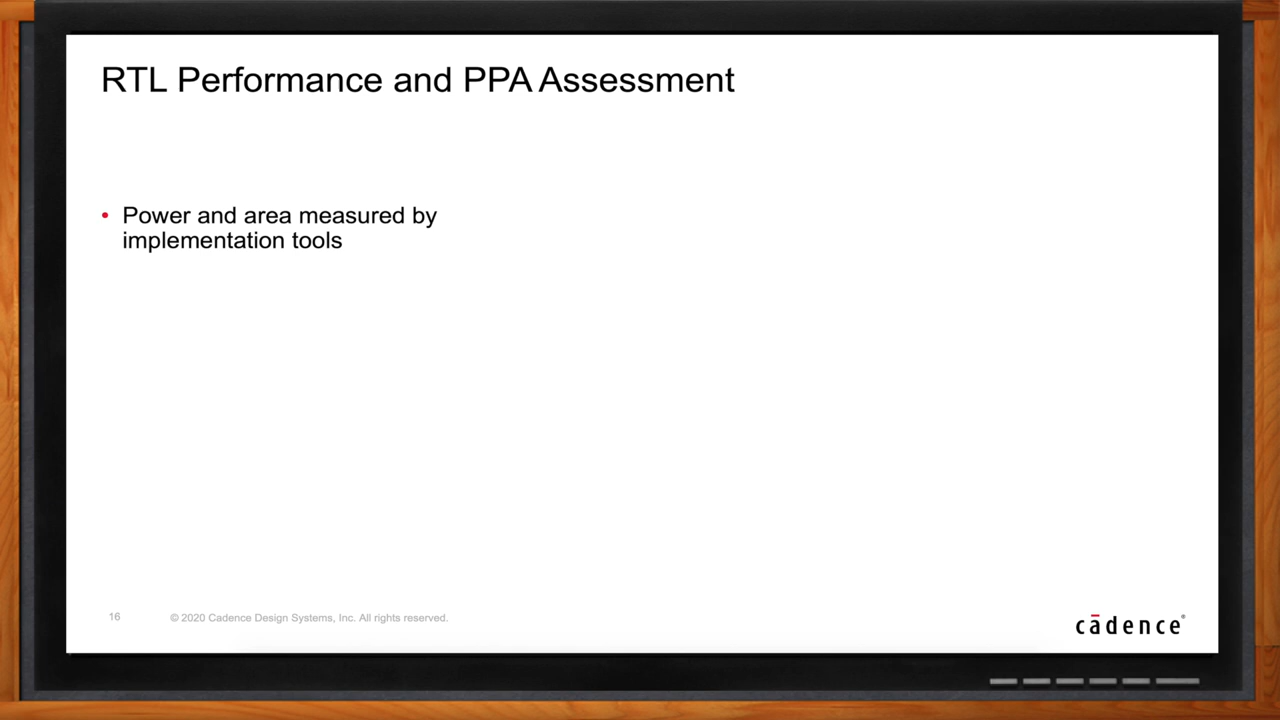 RTL Performance and PPA Assessment
• Power and area measured by
implementation tools
16
© 2020 Cadence Design Systems, Inc. All rights reserved.
cādence®